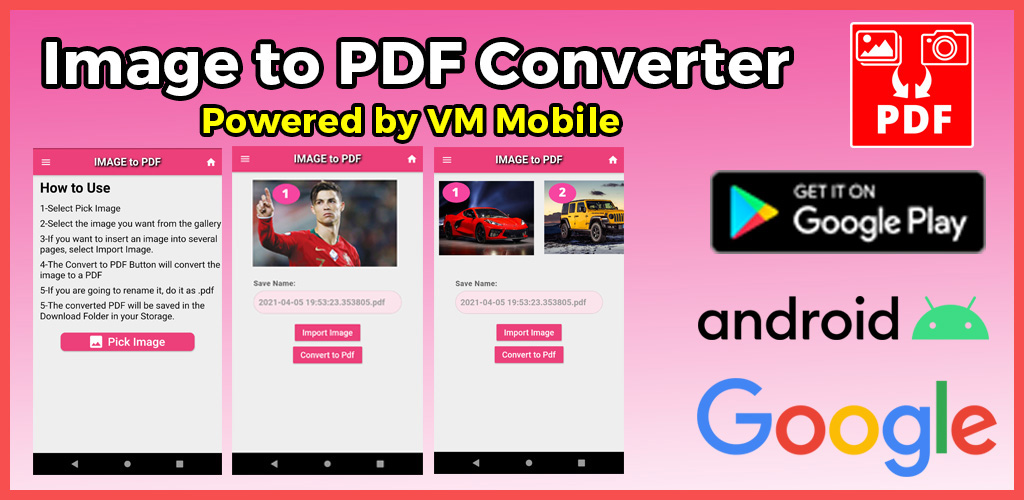 Image to PDF Converter
Powered by VM Mobile
PDF
IMAGE to PDF
How to Use
1-Select Pick Image
2-Select the image you want from the gallery
3-If you want to insert an image into several
pages, select Import Image.
4-The Convert to PDF Button will convert the
image to a PDF
5-If you are going to rename it, do it as .pdf
5-The converted PDF will be saved in the
Download Folder in your Storage.
Pick Image
IMAGE to PDF
1
Save Name:
2021-04-05 19:53:23.353805.pdf
Import Image
Convert to Pdf
IMAGE to PDF
1
2
Save Name:
2021-04-05 19:53:23.353805.pdf
Import Image
Convert to Pdf
GET IT ON
Google Play
android
Google